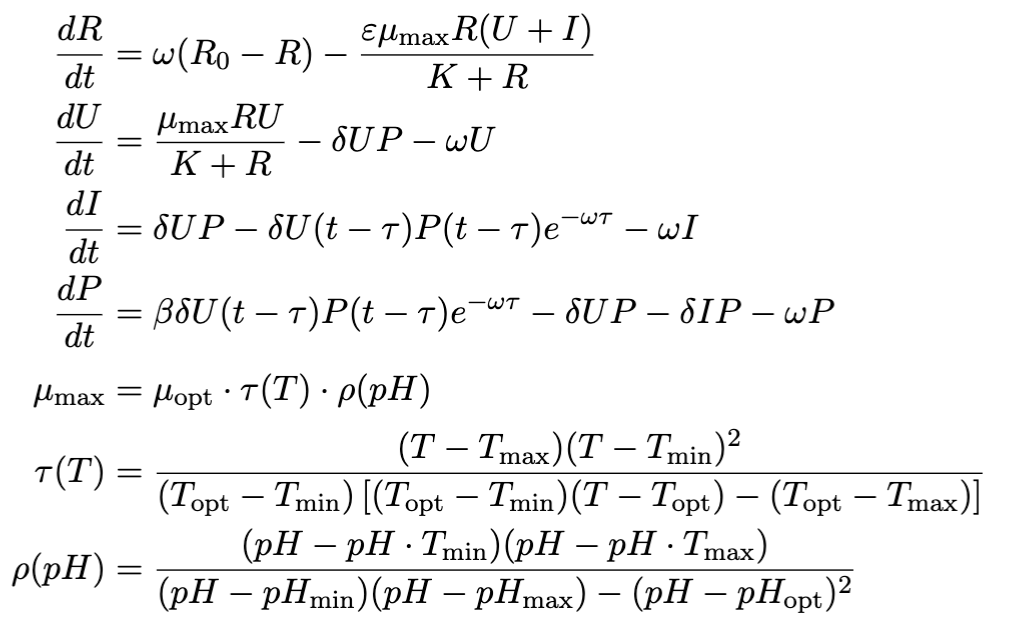 dR/dt = ω(R₀ − R) − εμ_max R(U + I)/(K + R)
dU/dt = μ_max RU/(K + R) − δUP − ωU
dI/dt = δUP − δU(t − τ)P(t − τ)e^{−ωτ} − ωI
dP/dt = βδU(t − τ)P(t − τ)e^{−ωτ} − δUP − δIP − ωP
μ_max = μ_opt · τ(T) · ρ(pH)
τ(T) = (T − T_max)(T − T_min)²/((T_opt − T_min) [(T_opt − T_min)(T − T_opt) − (T_opt − T_max)])
ρ(pH) = (pH − pH · T_min)(pH − pH · T_max)/((pH − pH_min)(pH − pH_max) − (pH − pH_opt)²)